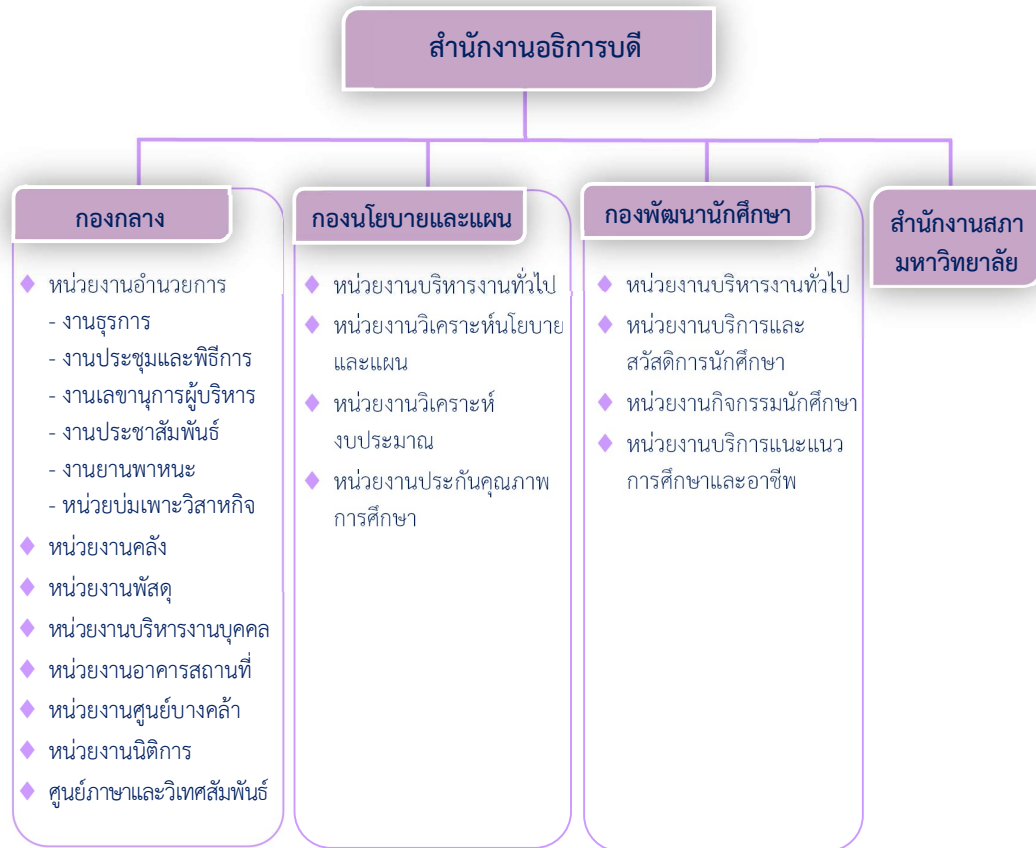 สำนักงานอธิการบดี
กองกลาง
หน่วยงานอำนวยการ
- งานธุรการ
- งานประชุมและพิธีการ
- งานเลขานุการผู้บริหาร
- งานประชาสัมพันธ์
- งานยานพาหนะ
- หน่วยบ่มเพาะวิสาหกิจ
หน่วยงานคลัง
หน่วยงานพัสดุ
หน่วยงานบริหารงานบุคคล
หน่วยงานอาคารสถานที่
หน่วยงานศูนย์บางคล้า
หน่วยงานนิติการ
ศูนย์ภาษาและวิเทศสัมพันธ์
กองนโยบายและแผน
หน่วยงานบริหารงานทั่วไป
หน่วยงานวิเคราะห์นโยบาย
และแผน
หน่วยงานวิเคราะห์
งบประมาณ
หน่วยงานประกันคุณภาพ
การศึกษา
กองพัฒนานักศึกษา
หน่วยงานบริหารงานทั่วไป
หน่วยงานบริการและ
สวัสดิการนักศึกษา
หน่วยงานกิจกรรมนักศึกษา
หน่วยงานบริการแนะแนว
การศึกษาและอาชีพ
สำนักงานสภา
มหาวิทยาลัย